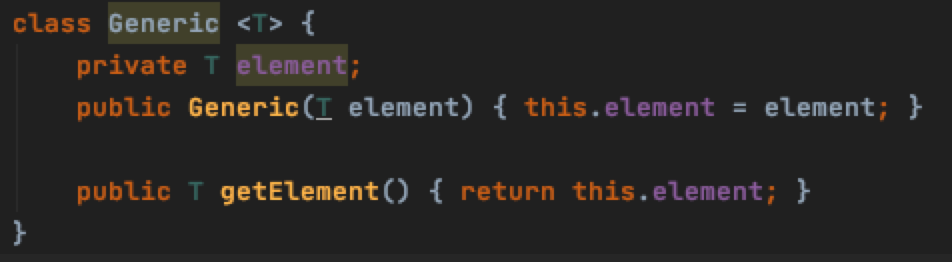 class Generic <T> {
    private T element;
    public Generic(T element) { this.element = element; }
    public T getElement() { return this.element; }
}